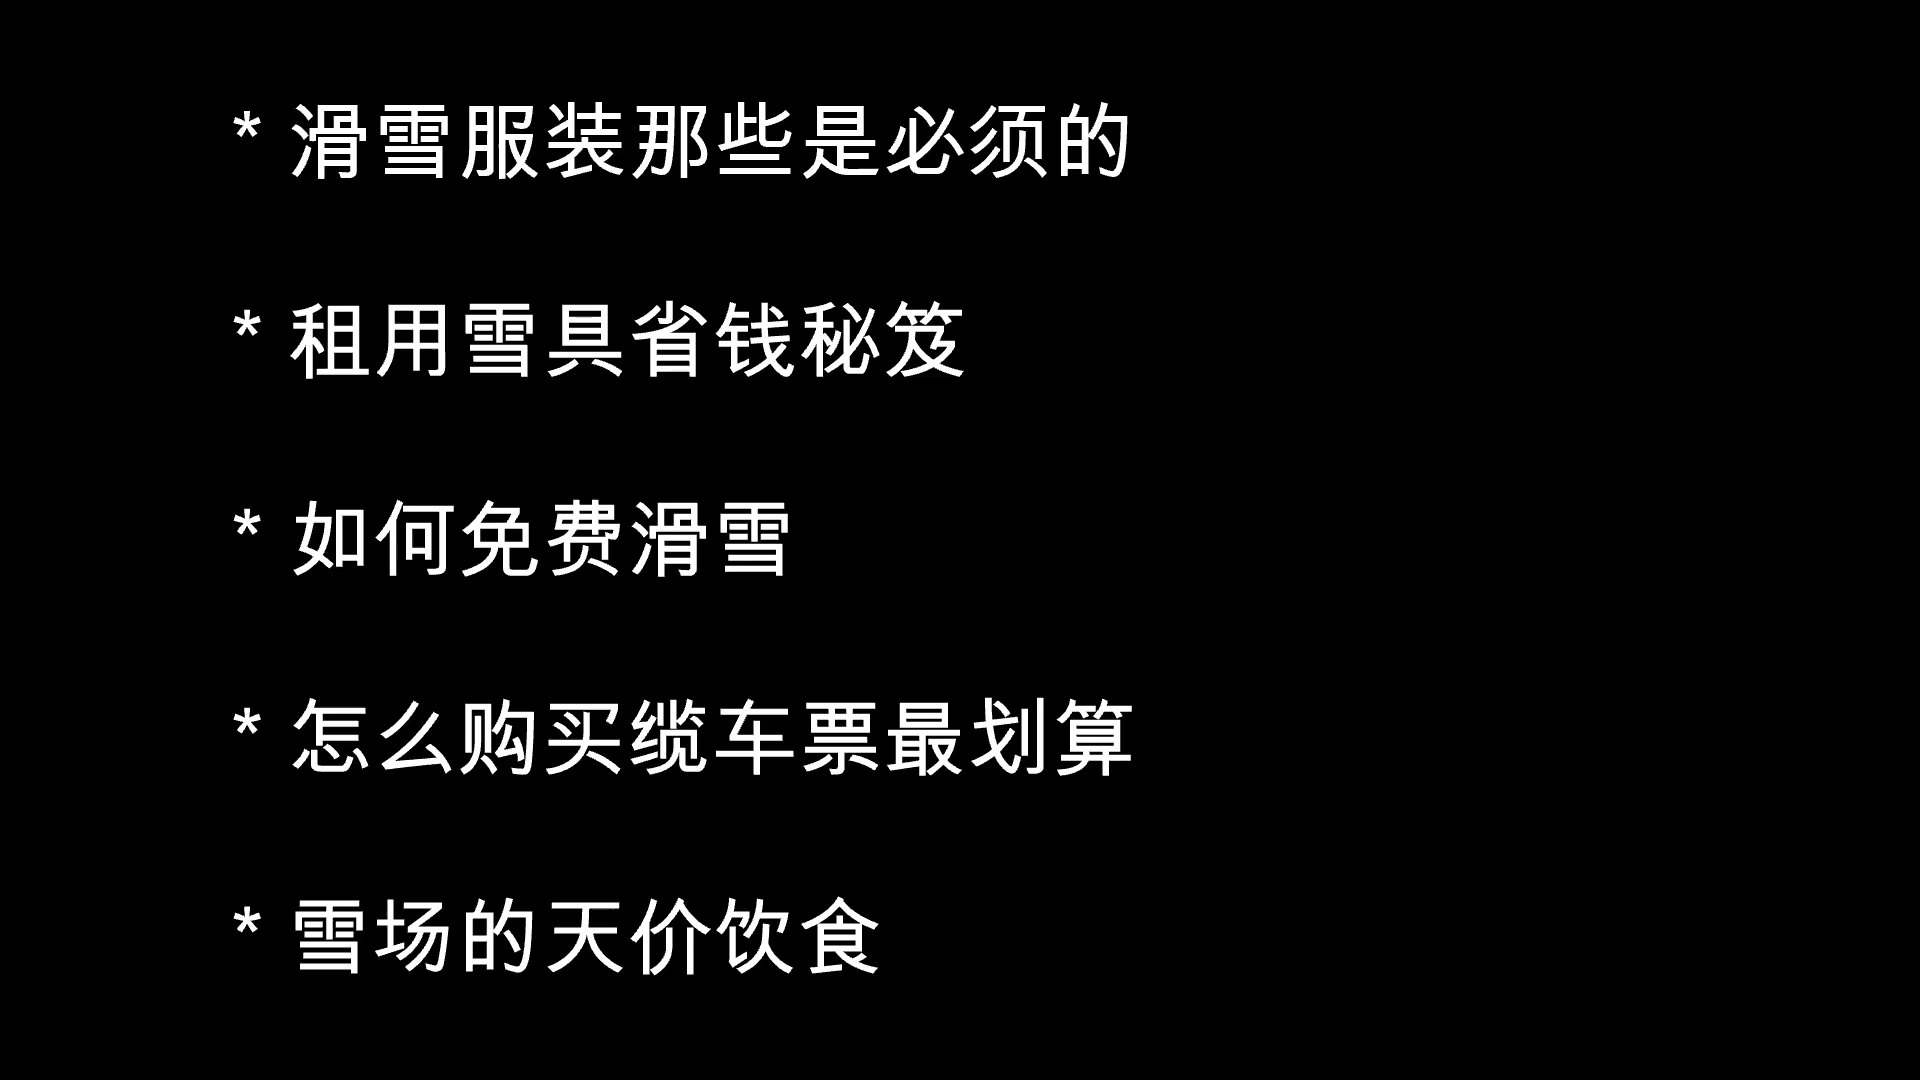 * 滑雪服装那些是必须的
* 租用雪具省钱秘笈
* 如何免费滑雪
* 怎么购买缆车票最划算
* 雪场的天价饮食